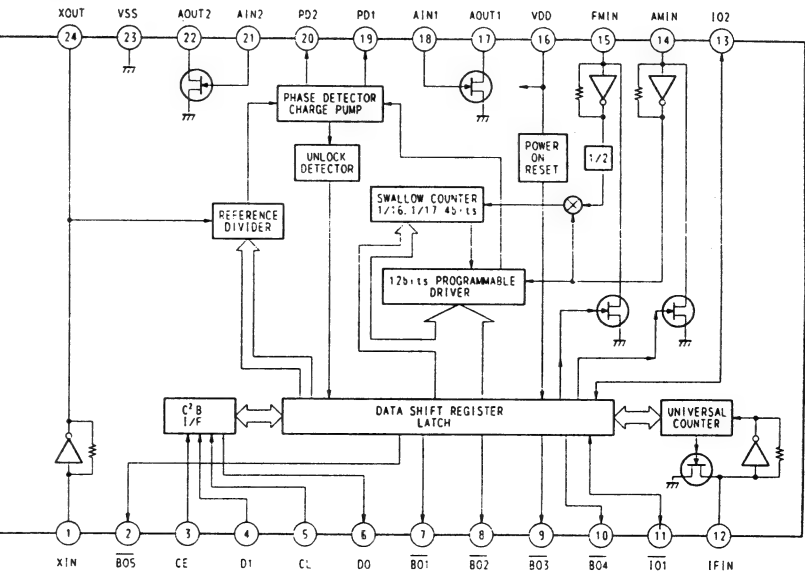 XOUT VSS AOUT2 AIN2 PD2 PD1 AIN1 AOUT1 VDD FMIN AMIN IO2
24 23 22 21 20 19 18 17 16 15 14 13
PHASE DETECTOR
CHARGE PUMP
UNLOCK
DETECTOR
POWER
ON
RESET
1/2
SWALLOW COUNTER
1/16, 1/17 4bits
REFERENCE
DIVIDER
12bits PROGRAMMABLE
DRIVER
C²B
I/F
DATA SHIFT REGISTER
LATCH
UNIVERSAL
COUNTER
1 2 3 4 5 6 7 8 9 10 11 12
XIN BO5 CE DI CL DO BO1 BO2 BO3 BO4 IO1 IFIN